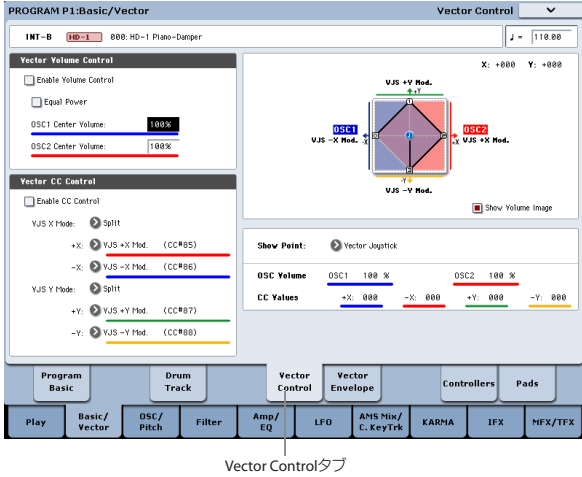 PROGRAM P1:Basic/Vector
Vector Control
INT-B HD-1 000: HD-1 Piano-Damper
♩ = 110.00
Vector Volume Control
Enable Volume Control
Equal Power
OSC1 Center Volume: 100%
OSC2 Center Volume: 100%
X: +000 Y: +000
VJS +Y Mod.
+Y
OSC1
VJS -X Mod.
-X
OSC2
VJS +X Mod.
+X
-Y
VJS -Y Mod.
Show Volume Image
Vector CC Control
Enable CC Control
VJS X Mode: Split
+X: VJS +X Mod. (CC#85)
-X: VJS -X Mod. (CC#86)
VJS Y Mode: Split
+Y: VJS +Y Mod. (CC#87)
-Y: VJS -Y Mod. (CC#88)
Show Point: Vector Joystick
OSC Volume OSC1 100 % OSC2 100 %
CC Values +X: 000 -X: 000 +Y: 000 -Y: 000
Program Basic
Drum Track
Vector Control
Vector Envelope
Controllers
Pads
Play
Basic/ Vector
OSC/ Pitch
Filter
Amp/ EQ
LFO
AMS Mix/ C. KeyTrk
KARMA
IFX
MFX/TFX
Vector Controlタブ